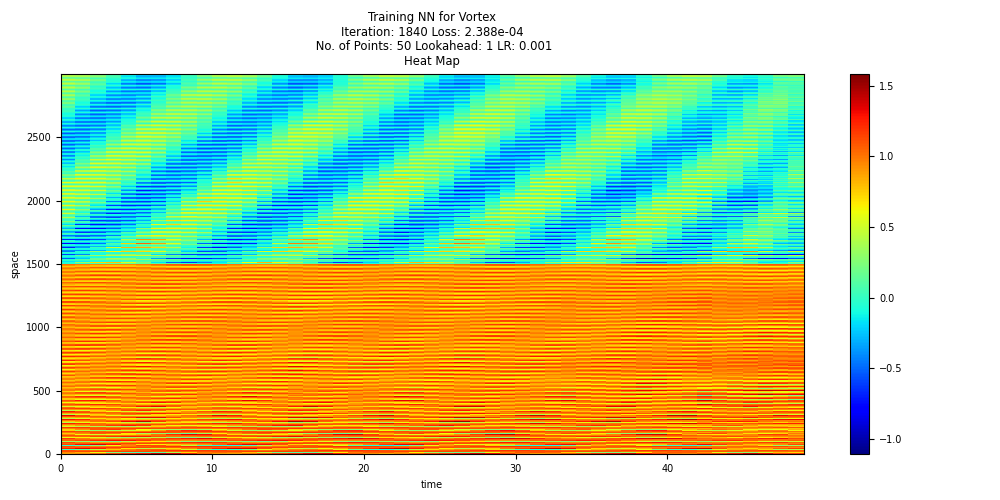 Training NN for Vortex
Iteration: 1840 Loss: 2.388e-04
No. of Points: 50 Lookahead: 1 LR: 0.001
Heat Map
space
2500
2000
1500
1000
500
0
0 10 20 30 40
time
1.5
1.0
0.5
0.0
−0.5
−1.0